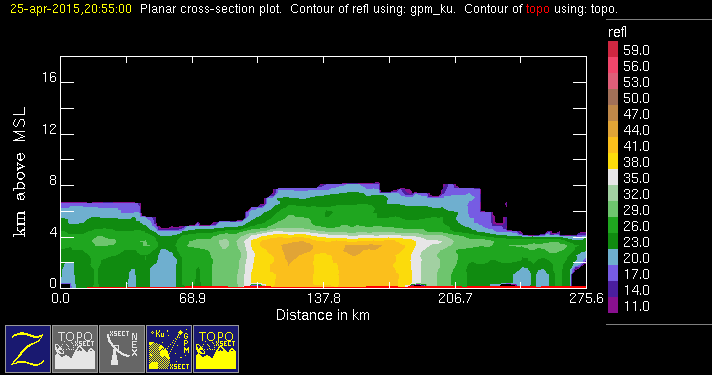 25-apr-2015,20:55:00 Planar cross-section plot. Contour of refl using: gpm_ku. Contour of topo using: topo.
refl
59.0
56.0
53.0
50.0
47.0
44.0
41.0
38.0
35.0
32.0
29.0
26.0
23.0
20.0
17.0
14.0
11.0
km above MSL
16
12
8
4
0
0.0 68.9 137.8 206.7 275.6
Distance in km
Z
TOPO
XSECT
XSECT
NEXR
Ku
GPM
XSECT
TOPO
XSECT